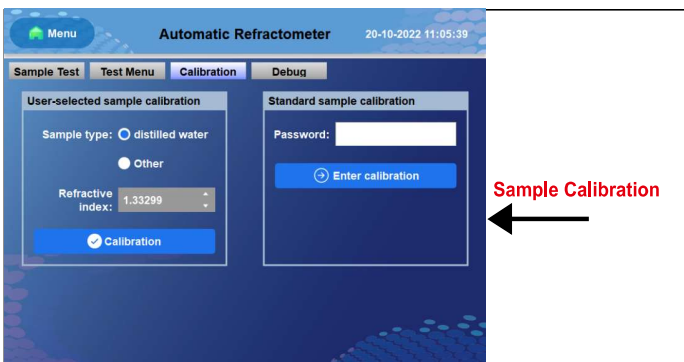 Menu
Automatic Refractometer
20-10-2022 11:05:39
Sample Test
Test Menu
Calibration
Debug
User-selected sample calibration
Sample type: distilled water
Other
Refractive
index:
1.33299
Calibration
Standard sample calibration
Password:
Enter calibration
Sample Calibration